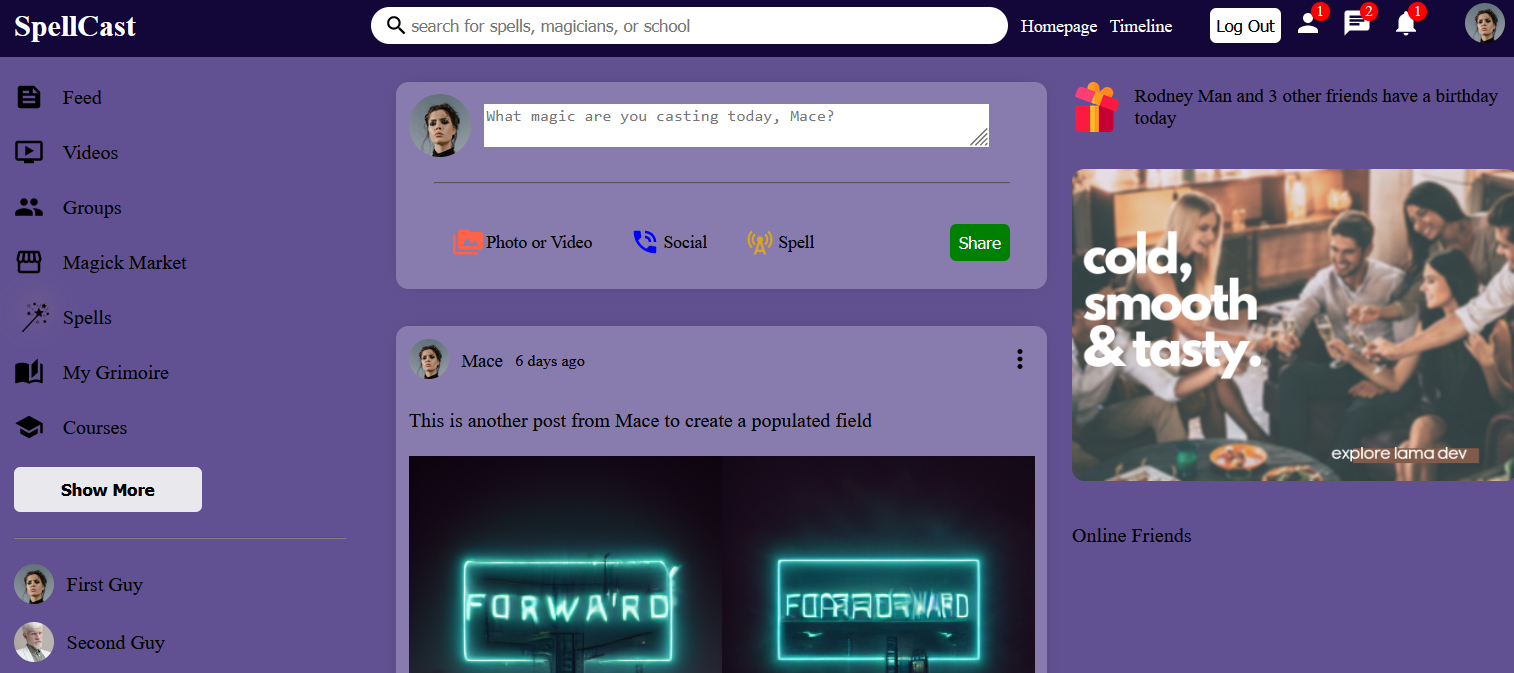 SpellCast
search for spells, magicians, or school
Homepage Timeline
Log Out
1
2
1
Feed
Videos
Groups
Magick Market
Spells
My Grimoire
Courses
Show More
First Guy
Second Guy
What magic are you casting today, Mace?
Photo or Video
Social
Spell
Share
Mace 6 days ago
This is another post from Mace to create a populated field
FORWA'RD
Rodney Man and 3 other friends have a birthday
today
cold,
smooth
& tasty.
explore lama dev
Online Friends